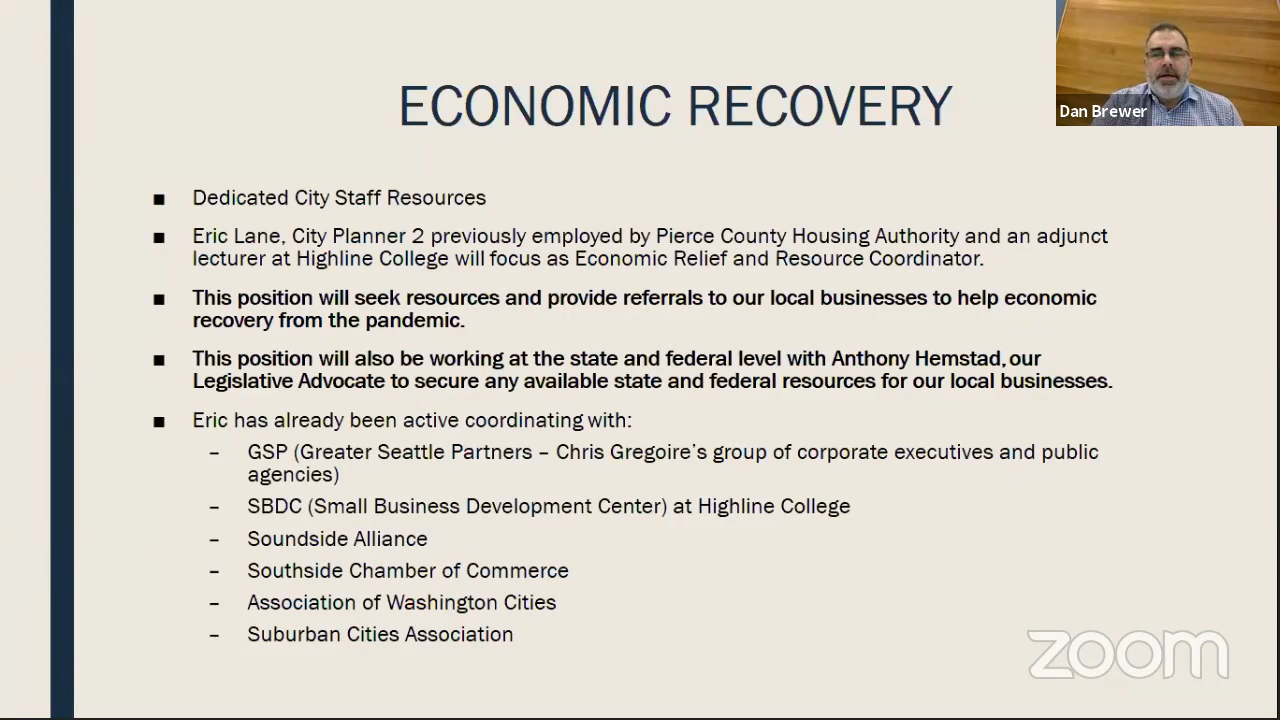 ECONOMIC RECOVERY
Dan Brewer
■ Dedicated City Staff Resources
■ Eric Lane, City Planner 2 previously employed by Pierce County Housing Authority and an adjunct
lecturer at Highline College will focus as Economic Relief and Resource Coordinator.
■ This position will seek resources and provide referrals to our local businesses to help economic
recovery from the pandemic.
■ This position will also be working at the state and federal level with Anthony Hemstad, our
Legislative Advocate to secure any available state and federal resources for our local businesses.
■ Eric has already been active coordinating with:
– GSP (Greater Seattle Partners – Chris Gregoire’s group of corporate executives and public
agencies)
– SBDC (Small Business Development Center) at Highline College
– Soundside Alliance
– Southside Chamber of Commerce
– Association of Washington Cities
– Suburban Cities Association
zoom